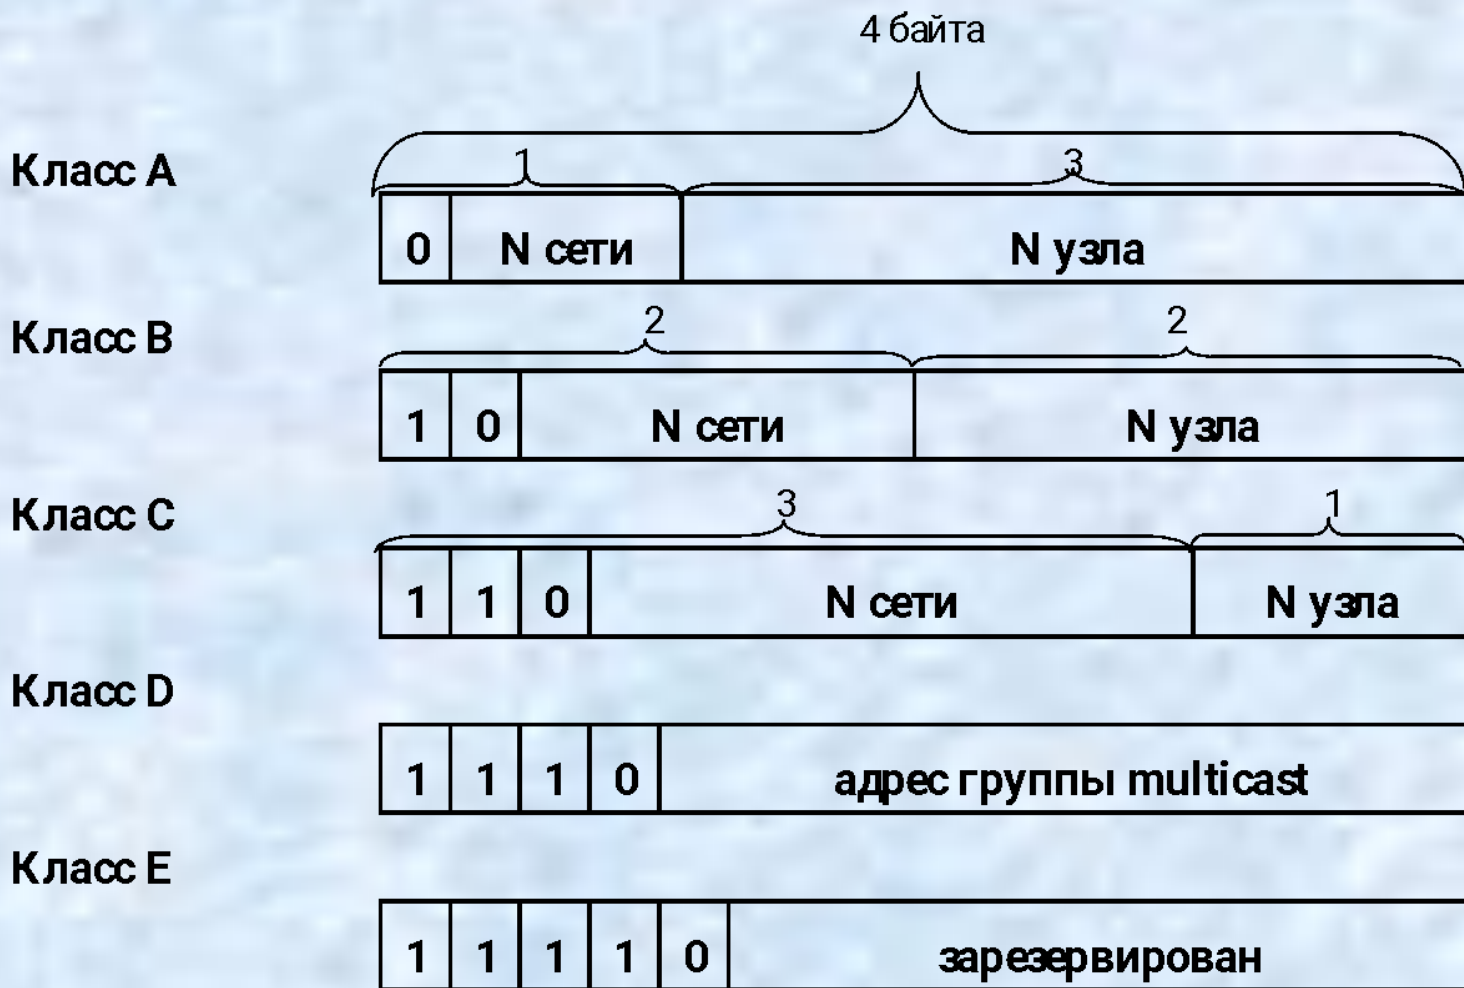 4 байта
Класс A
1 3
0 N сети N узла
Класс B
2 2
1 0 N сети N узла
Класс C
3 1
1 1 0 N сети N узла
Класс D
1 1 1 0 адрес группы multicast
Класс E
1 1 1 1 0 зарезервирован